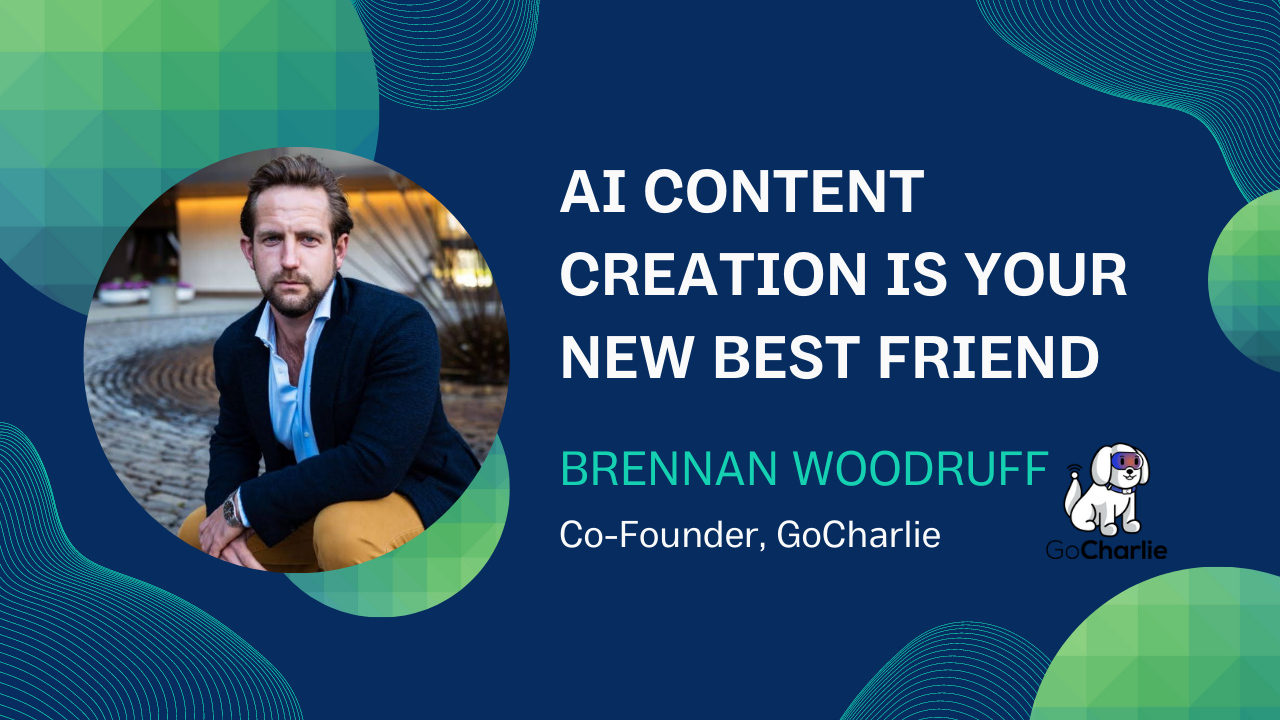 AI CONTENT
CREATION IS YOUR
NEW BEST FRIEND
BRENNAN WOODRUFF
Co-Founder, GoCharlie
GoCharlie